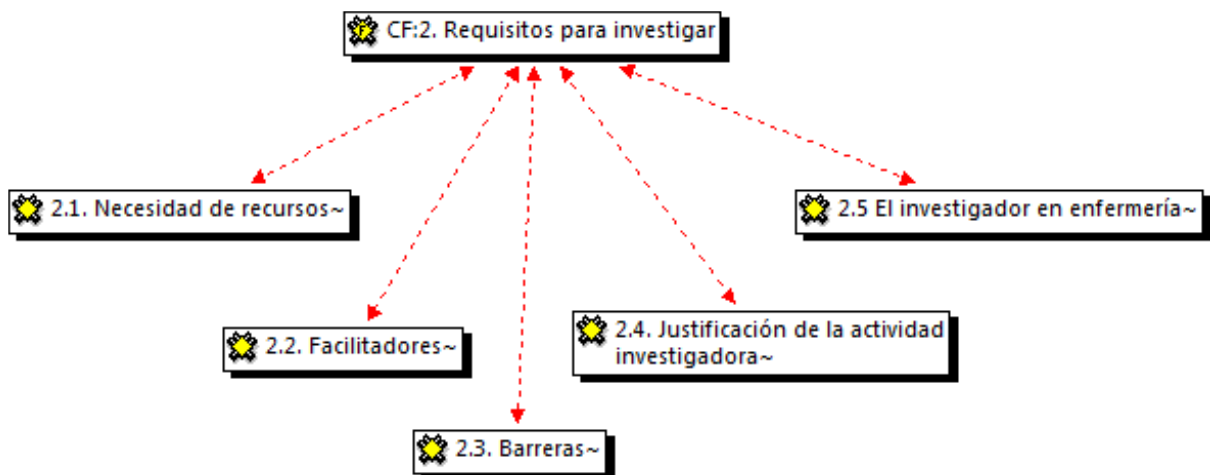 CF:2. Requisitos para investigar
2.1. Necesidad de recursos~
2.5 El investigador en enfermería~
2.2. Facilitadores~
2.4. Justificación de la actividad
investigadora~
2.3. Barreras~